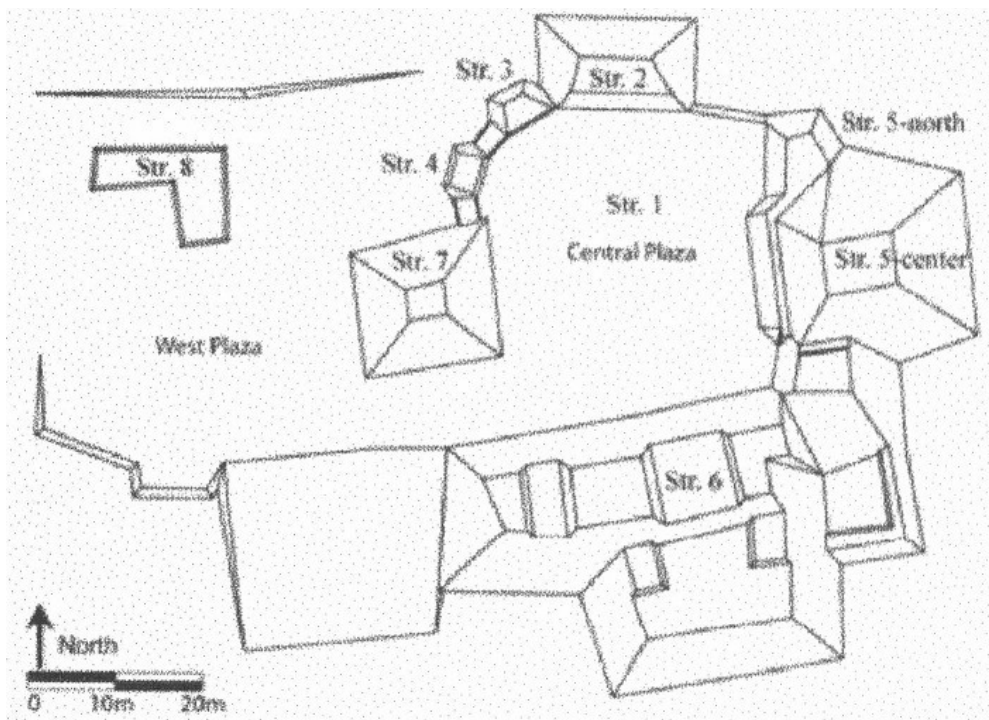 Str. 3
Str. 2
Str. 5-north
Str. 8
Str. 4
Str. 1
Central Plaza
Str. 7
Str. 5-center
West Plaza
Str. 6
North
0 10m 20m